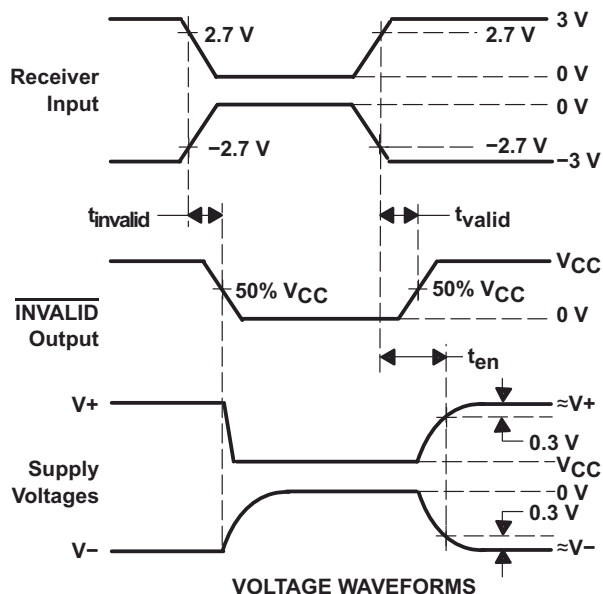 3 V
2.7 V
2.7 V
Receiver
Input
0 V
0 V
−2.7 V
−2.7 V
−3 V
tinvalid
tvalid
VCC
50% VCC
50% VCC
INVALID
Output
0 V
ten
V+
≈V+
0.3 V
Supply
Voltages
VCC
0 V
0.3 V
V−
≈V−
VOLTAGE WAVEFORMS